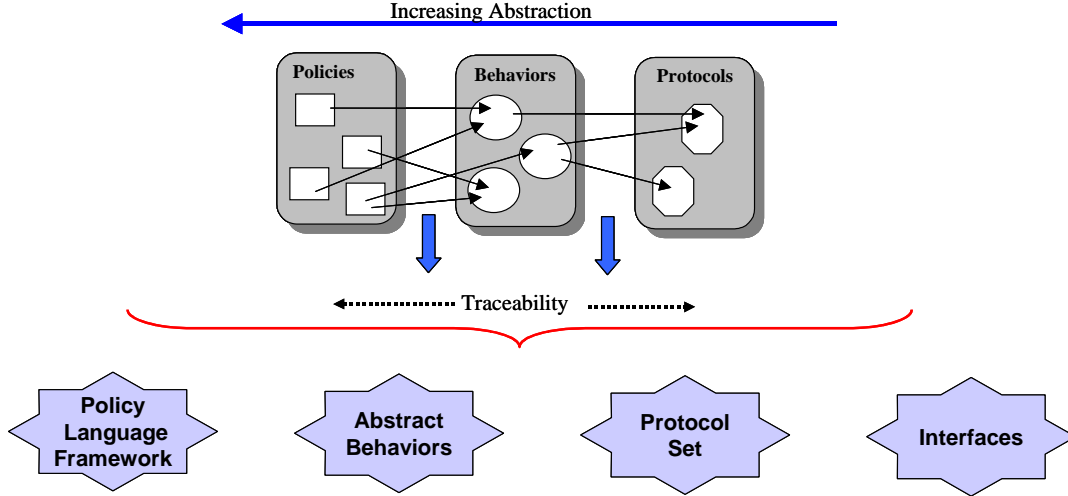 Increasing Abstraction
Policies
Behaviors
Protocols
Traceability
Policy
Language
Framework
Abstract
Behaviors
Protocol
Set
Interfaces